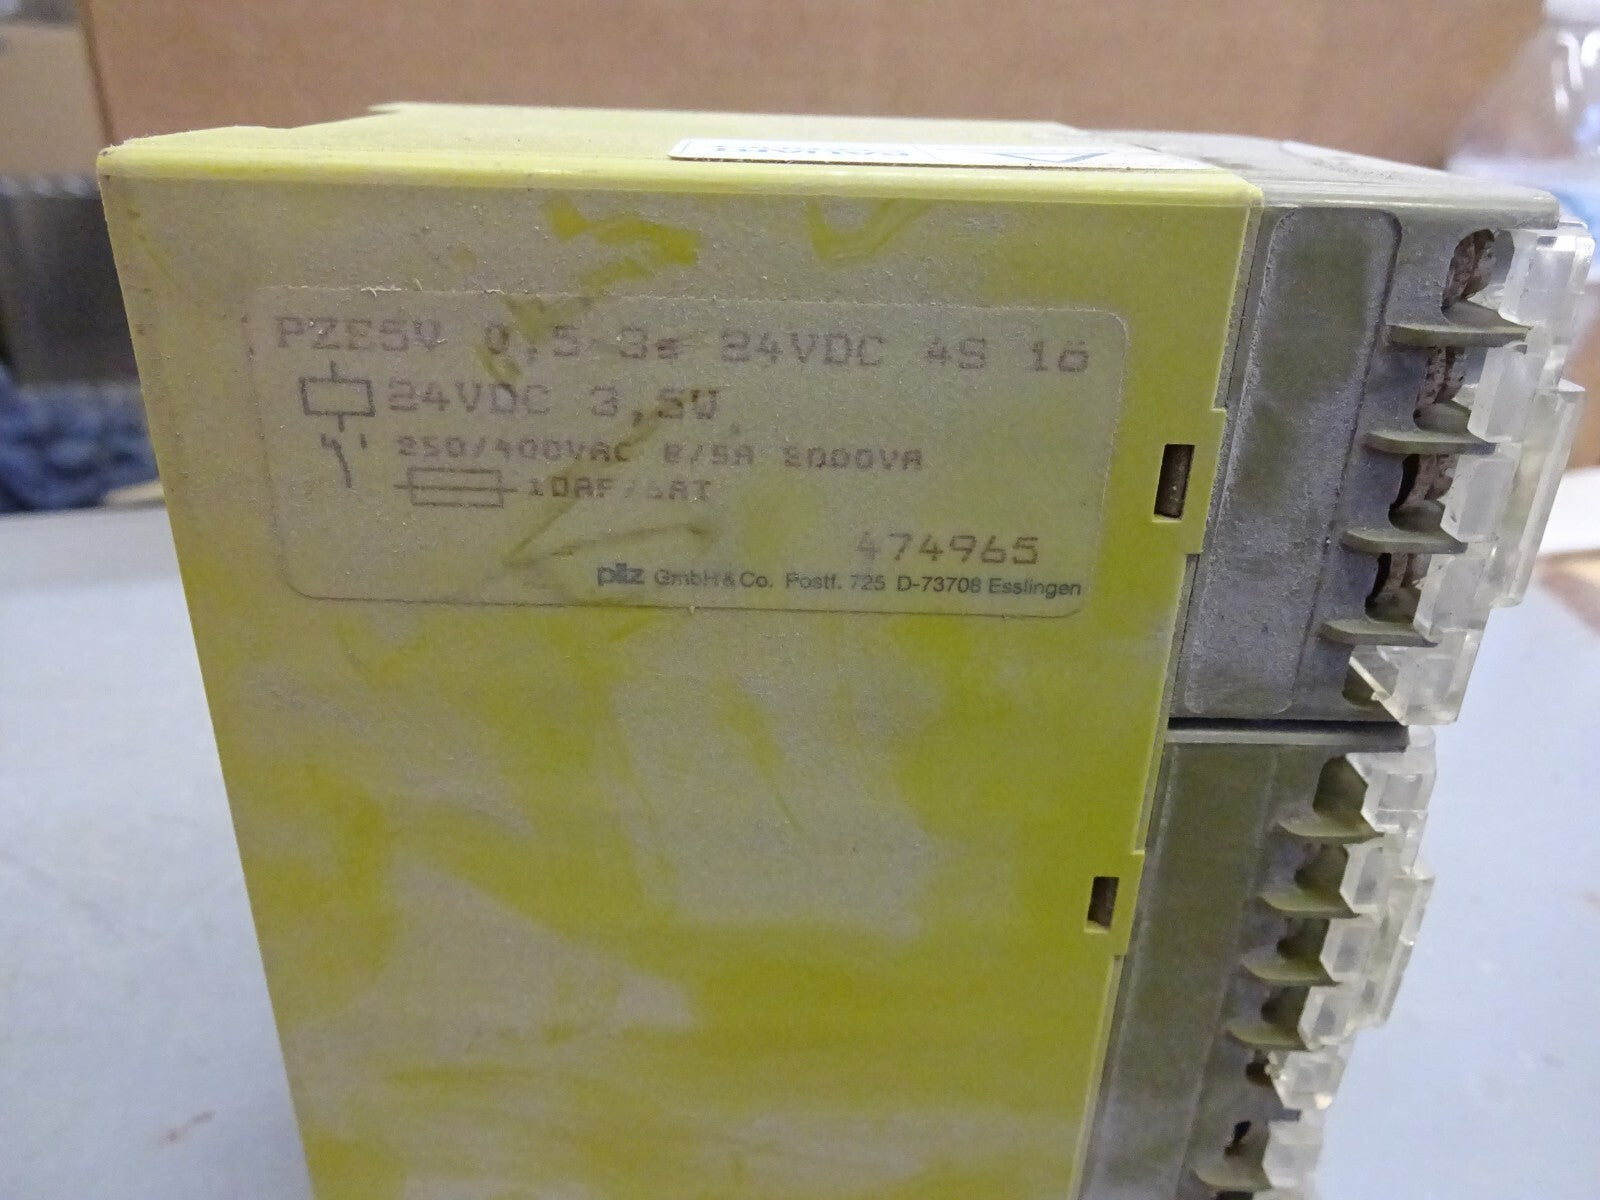 PZE5V 0,5-3s 24VDC 4S 1ö
24VDC 3,5W
250/400VAC 8/5A 2000VA
10AF/6AT
474965
pilz GmbH&Co. Postf. 725 D-73708 Esslingen